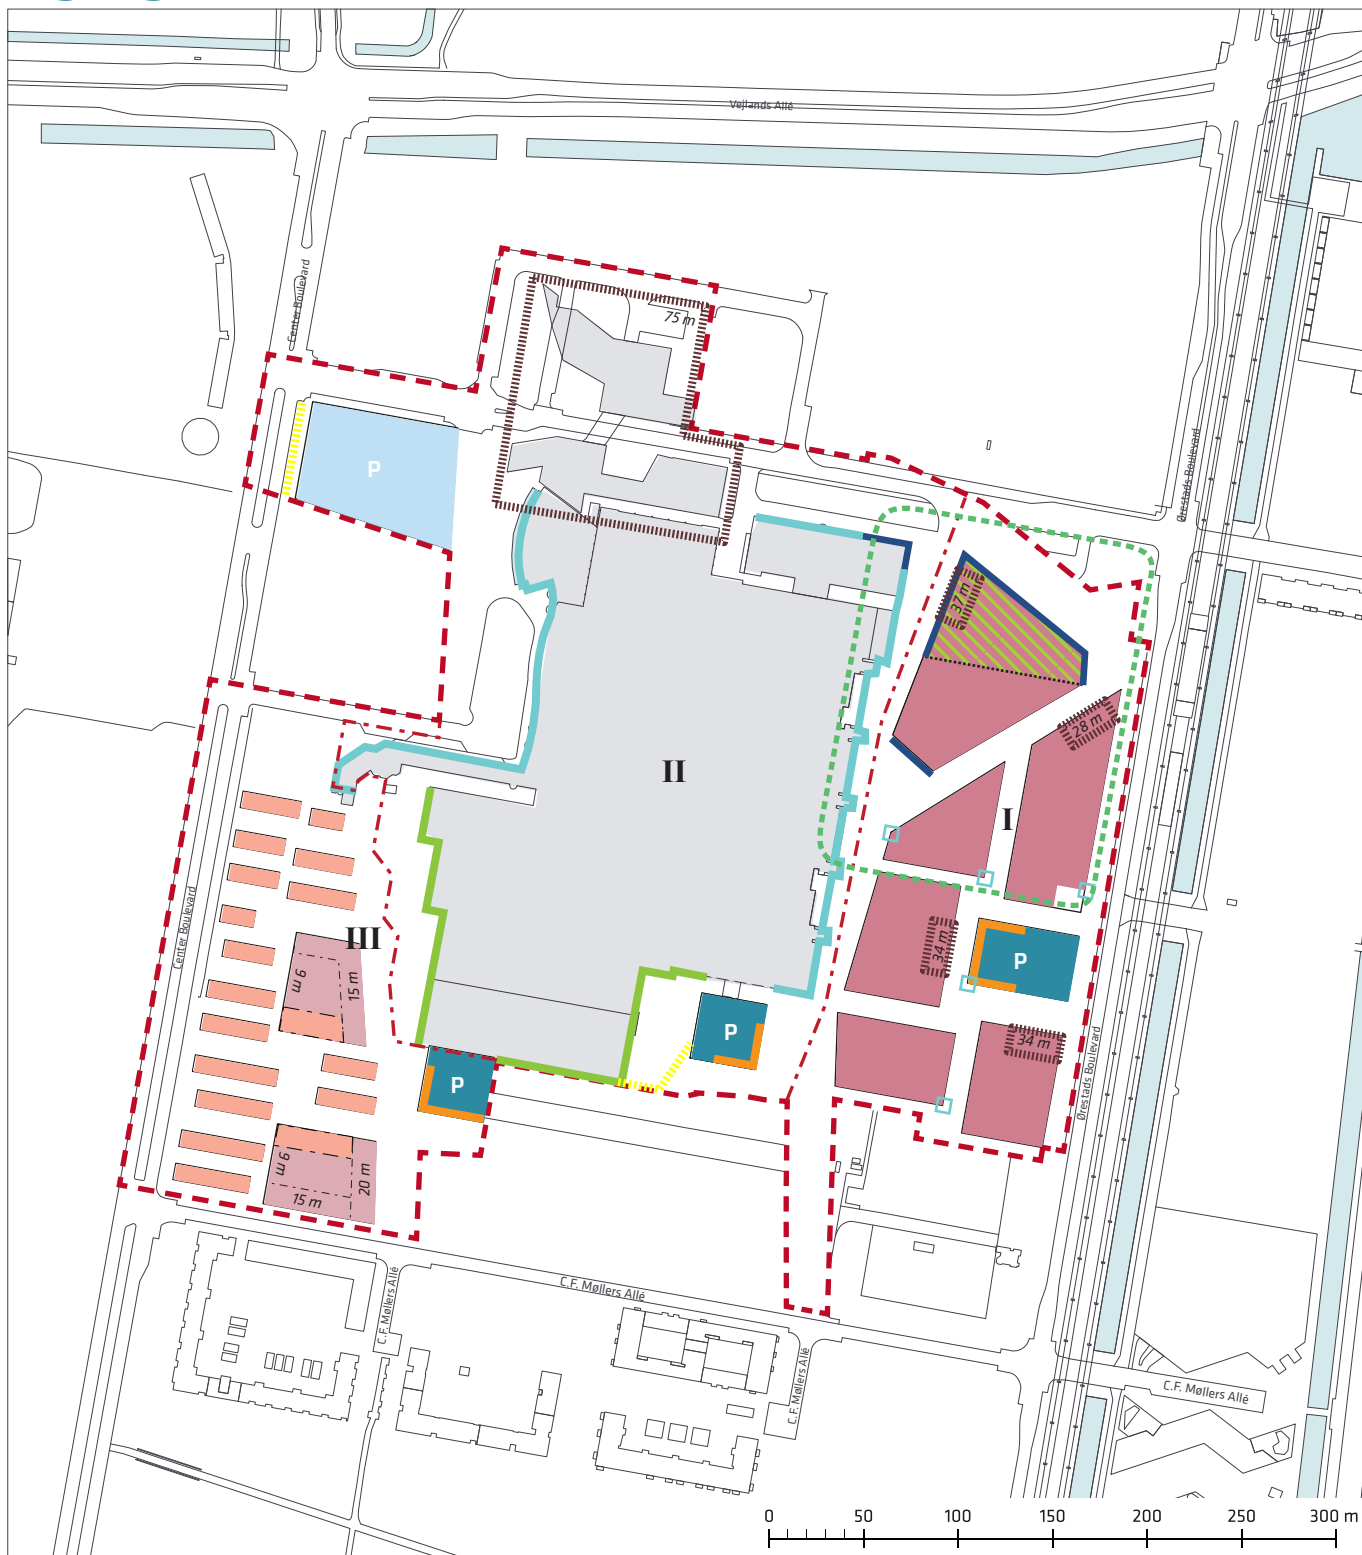 Vejlands Allé
Center Boulevard
75 m
P
Ørestads Boulevard
37 m
28 m
II
I
Center Boulevard
III
34 m
P
9 m
15 m
P
34 m
Ørestads Boulevard
P
9 m
15 m
20 m
C.F. Møllers Allé
C.F. Møllers Allé
C.F. Møllers Allé
C.F. Møllers Allé
0 50 100 150 200 250 300 m